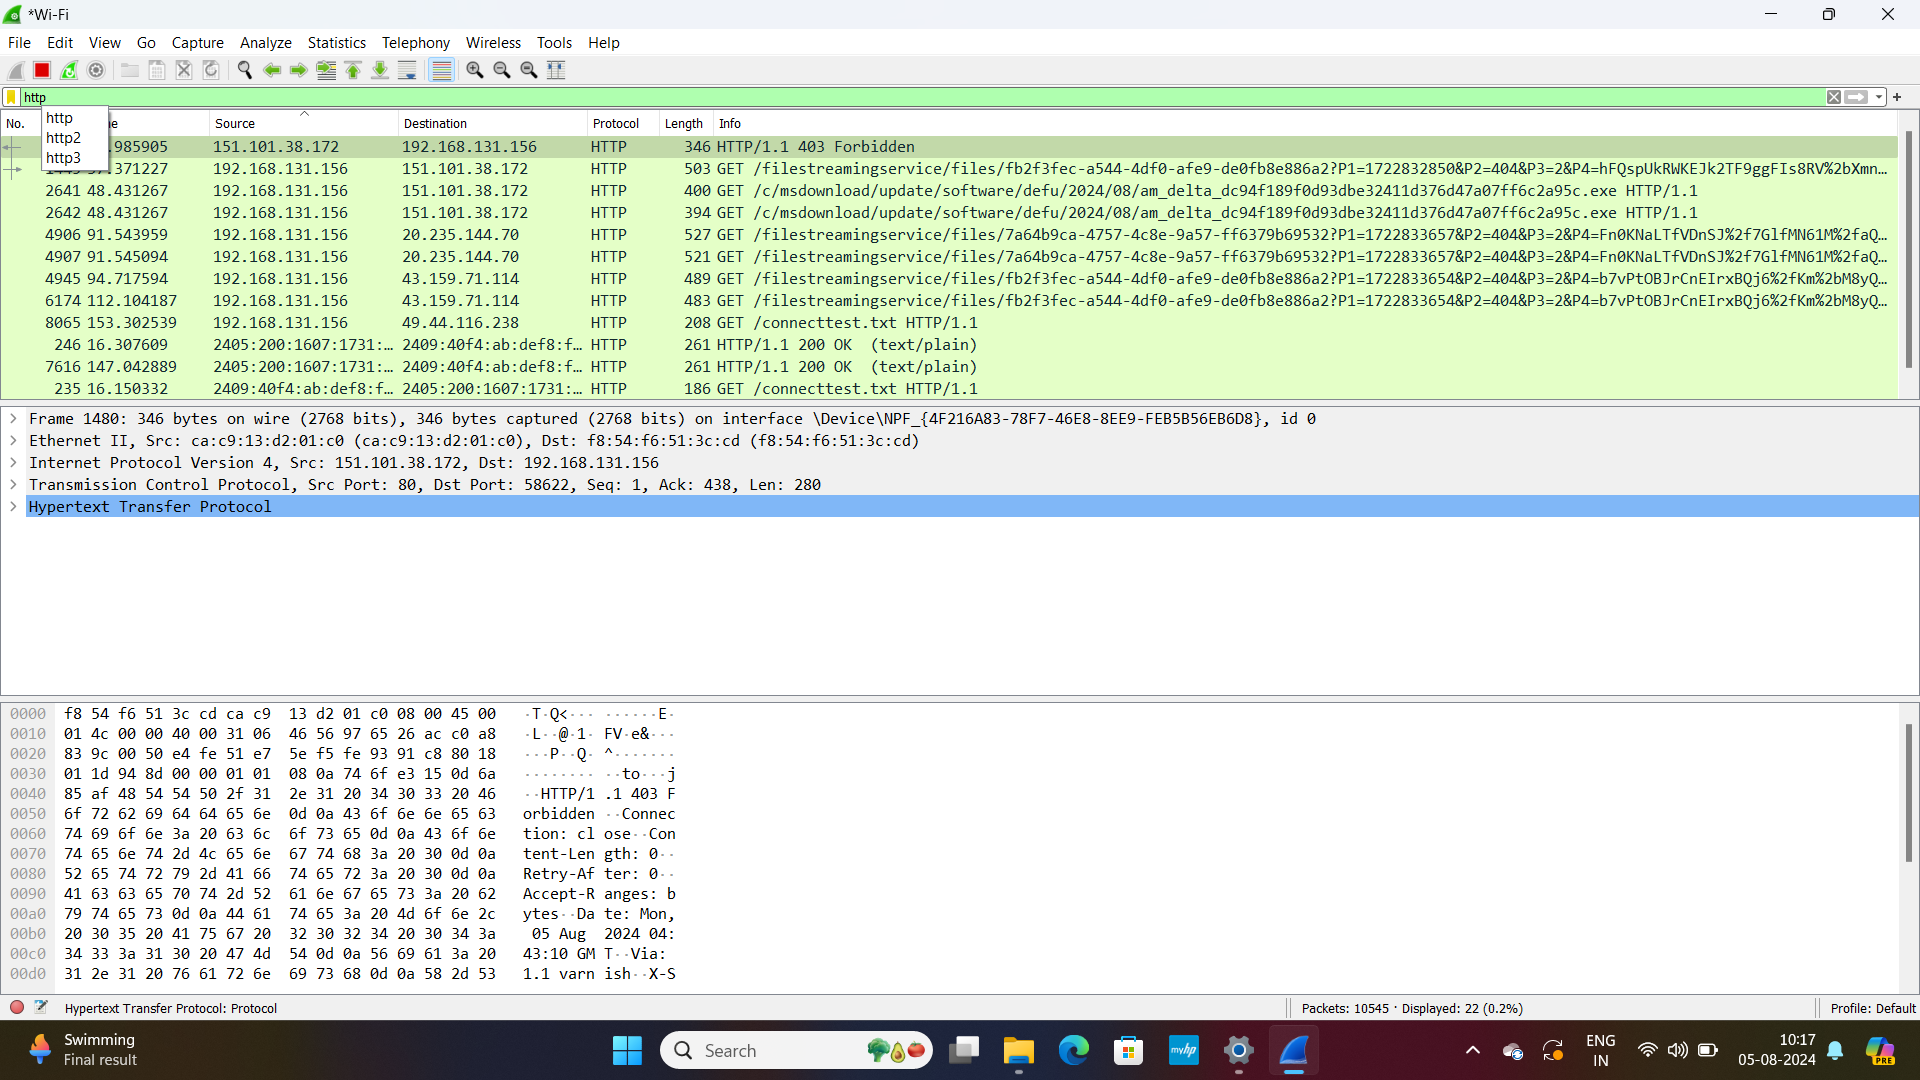 *Wi-Fi
File Edit View Go Capture Analyze Statistics Telephony Wireless Tools Help
http
http
http2
http3
No. Source Destination Protocol Length Info
.985905 151.101.38.172 192.168.131.156 HTTP 346 HTTP/1.1 403 Forbidden
.371227 192.168.131.156 151.101.38.172 HTTP 503 GET /filestreamingservice/files/fb2f3fec-a544-4df0-afe9-de0fb8e886a2?P1=1722832850&P2=404&P3=2&P4=hFQspUkRWKEJk2TF9ggFIs8RV%2bXmn…
2641 48.431267 192.168.131.156 151.101.38.172 HTTP 400 GET /c/msdownload/update/software/defu/2024/08/am_delta_dc94f189f0d93dbe32411d376d47a07ff6c2a95c.exe HTTP/1.1
2642 48.431267 192.168.131.156 151.101.38.172 HTTP 394 GET /c/msdownload/update/software/defu/2024/08/am_delta_dc94f189f0d93dbe32411d376d47a07ff6c2a95c.exe HTTP/1.1
4906 91.543959 192.168.131.156 20.235.144.70 HTTP 527 GET /filestreamingservice/files/7a64b9ca-4757-4c8e-9a57-ff6379b69532?P1=1722833657&P2=404&P3=2&P4=Fn0KNaLTfVDnSJ%2f7GlfMN61M%2faQ…
4907 91.545094 192.168.131.156 20.235.144.70 HTTP 521 GET /filestreamingservice/files/7a64b9ca-4757-4c8e-9a57-ff6379b69532?P1=1722833657&P2=404&P3=2&P4=Fn0KNaLTfVDnSJ%2f7GlfMN61M%2faQ…
4945 94.717594 192.168.131.156 43.159.71.114 HTTP 489 GET /filestreamingservice/files/fb2f3fec-a544-4df0-afe9-de0fb8e886a2?P1=1722833654&P2=404&P3=2&P4=b7vPtOBJrCnEIrxBQj6%2fKm%2bM8yQ…
6174 112.104187 192.168.131.156 43.159.71.114 HTTP 483 GET /filestreamingservice/files/fb2f3fec-a544-4df0-afe9-de0fb8e886a2?P1=1722833654&P2=404&P3=2&P4=b7vPtOBJrCnEIrxBQj6%2fKm%2bM8yQ…
8065 153.302539 192.168.131.156 49.44.116.238 HTTP 208 GET /connecttest.txt HTTP/1.1
246 16.307609 2405:200:1607:1731:… 2409:40f4:ab:def8:f… HTTP 261 HTTP/1.1 200 OK (text/plain)
7616 147.042889 2405:200:1607:1731:… 2409:40f4:ab:def8:f… HTTP 261 HTTP/1.1 200 OK (text/plain)
235 16.150332 2409:40f4:ab:def8:f… 2405:200:1607:1731:… HTTP 186 GET /connecttest.txt HTTP/1.1
Frame 1480: 346 bytes on wire (2768 bits), 346 bytes captured (2768 bits) on interface \Device\NPF_{4F216A83-78F7-46E8-8EE9-FEB5B56EB6D8}, id 0
Ethernet II, Src: ca:c9:13:d2:01:c0 (ca:c9:13:d2:01:c0), Dst: f8:54:f6:51:3c:cd (f8:54:f6:51:3c:cd)
Internet Protocol Version 4, Src: 151.101.38.172, Dst: 192.168.131.156
Transmission Control Protocol, Src Port: 80, Dst Port: 58622, Seq: 1, Ack: 438, Len: 280
Hypertext Transfer Protocol
0000 f8 54 f6 51 3c cd ca c9 13 d2 01 c0 08 00 45 00 ·T·Q<··· ······E·
0010 01 4c 00 00 40 00 31 06 46 56 97 65 26 ac c0 a8 ·L··@·1· FV·e&···
0020 83 9c 00 50 e4 fe 51 e7 5e f5 fe 93 91 c8 80 18 ···P··Q· ^·······
0030 01 1d 94 8d 00 00 01 01 08 0a 74 6f e3 15 0d 6a ········ ··to···j
0040 85 af 48 54 54 50 2f 31 2e 31 20 34 30 33 20 46 ··HTTP/1 .1 403 F
0050 6f 72 62 69 64 64 65 6e 0d 0a 43 6f 6e 6e 65 63 orbidden ··Connec
0060 74 69 6f 6e 3a 20 63 6c 6f 73 65 0d 0a 43 6f 6e tion: cl ose··Con
0070 74 65 6e 74 2d 4c 65 6e 67 74 68 3a 20 30 0d 0a tent-Len gth: 0··
0080 52 65 74 72 79 2d 41 66 74 65 72 3a 20 30 0d 0a Retry-Af ter: 0··
0090 41 63 63 65 70 74 2d 52 61 6e 67 65 73 3a 20 62 Accept-R anges: b
00a0 79 74 65 73 0d 0a 44 61 74 65 3a 20 4d 6f 6e 2c ytes··Da te: Mon,
00b0 20 30 35 20 41 75 67 20 32 30 32 34 20 30 34 3a 05 Aug 2024 04:
00c0 34 33 3a 31 30 20 47 4d 54 0d 0a 56 69 61 3a 20 43:10 GM T··Via:
00d0 31 2e 31 20 76 61 72 6e 69 73 68 0d 0a 58 2d 53 1.1 varn ish··X-S
Hypertext Transfer Protocol: Protocol
Packets: 10545 · Displayed: 22 (0.2%)
Profile: Default
Swimming
Final result
Search
myhp
ENG
IN
10:17
05-08-2024
PRE